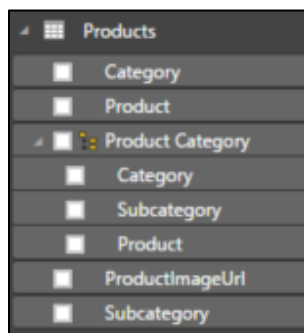 Products
Category
Product
Product Category
Category
Subcategory
Product
ProductImageUrl
Subcategory